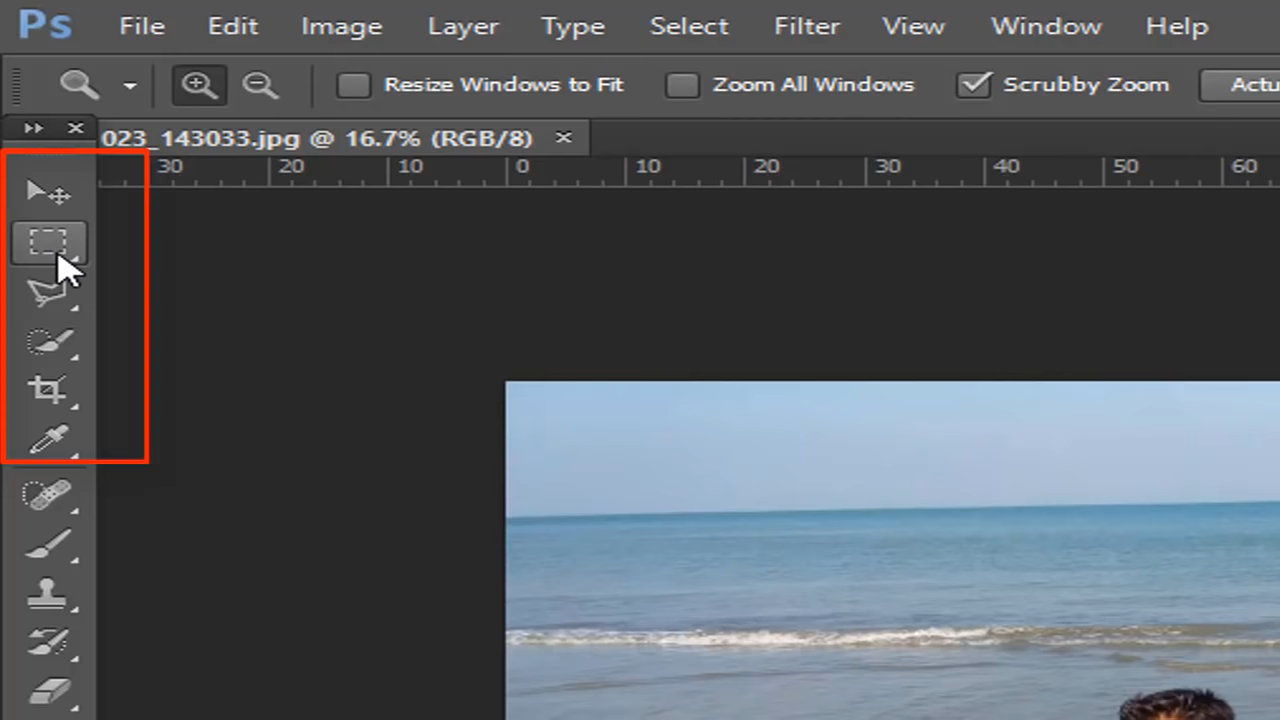 Ps File Edit Image Layer Type Select Filter View Window Help
Resize Windows to Fit Zoom All Windows Scrubby Zoom
023_143033.jpg @ 16.7% (RGB/8) ×
30 20 10 0 10 20 30 40 50 60